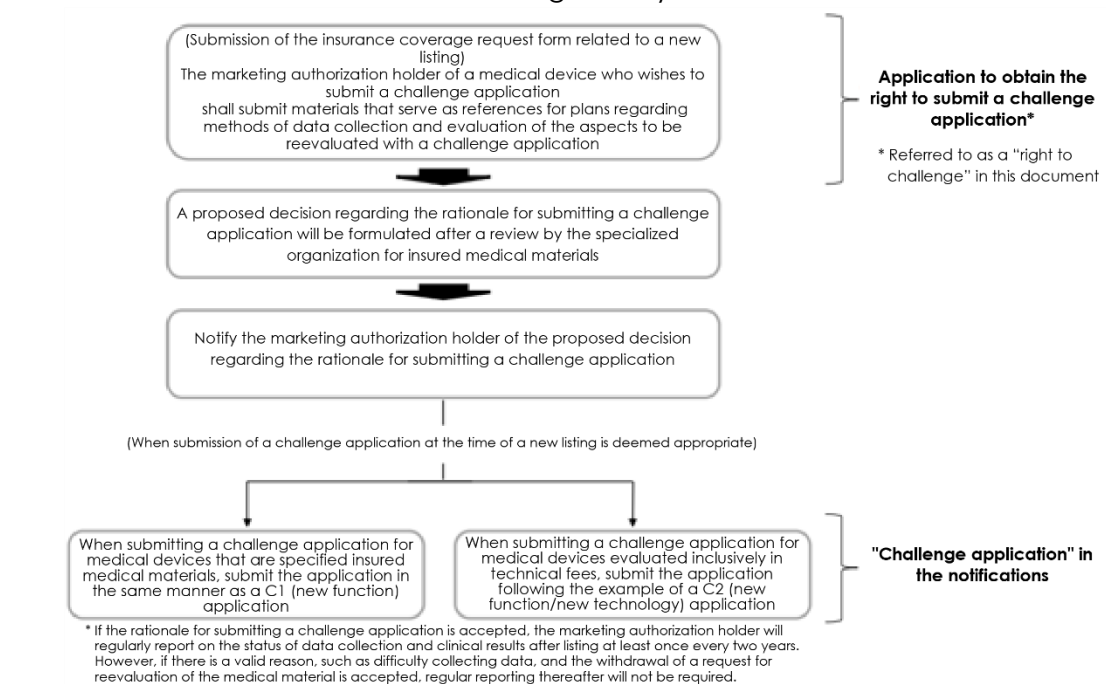 (Submission of the insurance coverage request form related to a new
listing)
The marketing authorization holder of a medical device who wishes to
submit a challenge application
shall submit materials that serve as references for plans regarding
methods of data collection and evaluation of the aspects to be
reevaluated with a challenge application
Application to obtain the
right to submit a challenge
application*
* Referred to as a “right to
challenge” in this document
A proposed decision regarding the rationale for submitting a challenge
application will be formulated after a review by the specialized
organization for insured medical materials
Notify the marketing authorization holder of the proposed decision
regarding the rationale for submitting a challenge application
(When submission of a challenge application at the time of a new listing is deemed appropriate)
When submitting a challenge application for
medical devices that are specified insured
medical materials, submit the application in
the same manner as a C1 (new function)
application
When submitting a challenge application for
medical devices evaluated inclusively in
technical fees, submit the application
following the example of a C2 (new
function/new technology) application
"Challenge application" in
the notifications
* If the rationale for submitting a challenge application is accepted, the marketing authorization holder will
regularly report on the status of data collection and clinical results after listing at least once every two years.
However, if there is a valid reason, such as difficulty collecting data, and the withdrawal of a request for
reevaluation of the medical material is accepted, regular reporting thereafter will not be required.